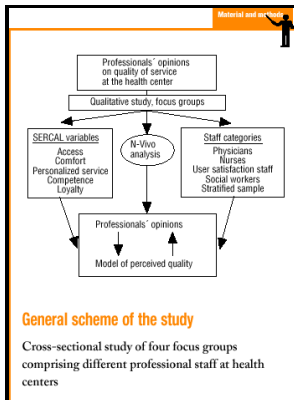 Material and methods
Professionals´ opinions
on quality of service
at the health center
Qualitative study, focus groups
SERCAL variables
Access
Comfort
Personalized service
Competence
Loyalty
N-Vivo
analysis
Staff categories
Physicians
Nurses
User satisfaction staff
Social workers
Stratified sample
Professionals´ opinions
Model of perceived quality
General scheme of the study
Cross-sectional study of four focus groups
comprising different professional staff at health
centers